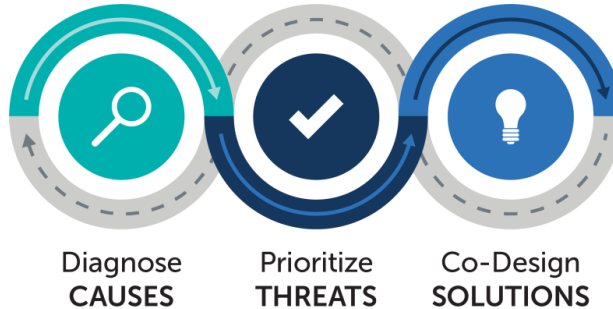 Diagnose
CAUSES
Prioritize
THREATS
Co-Design
SOLUTIONS